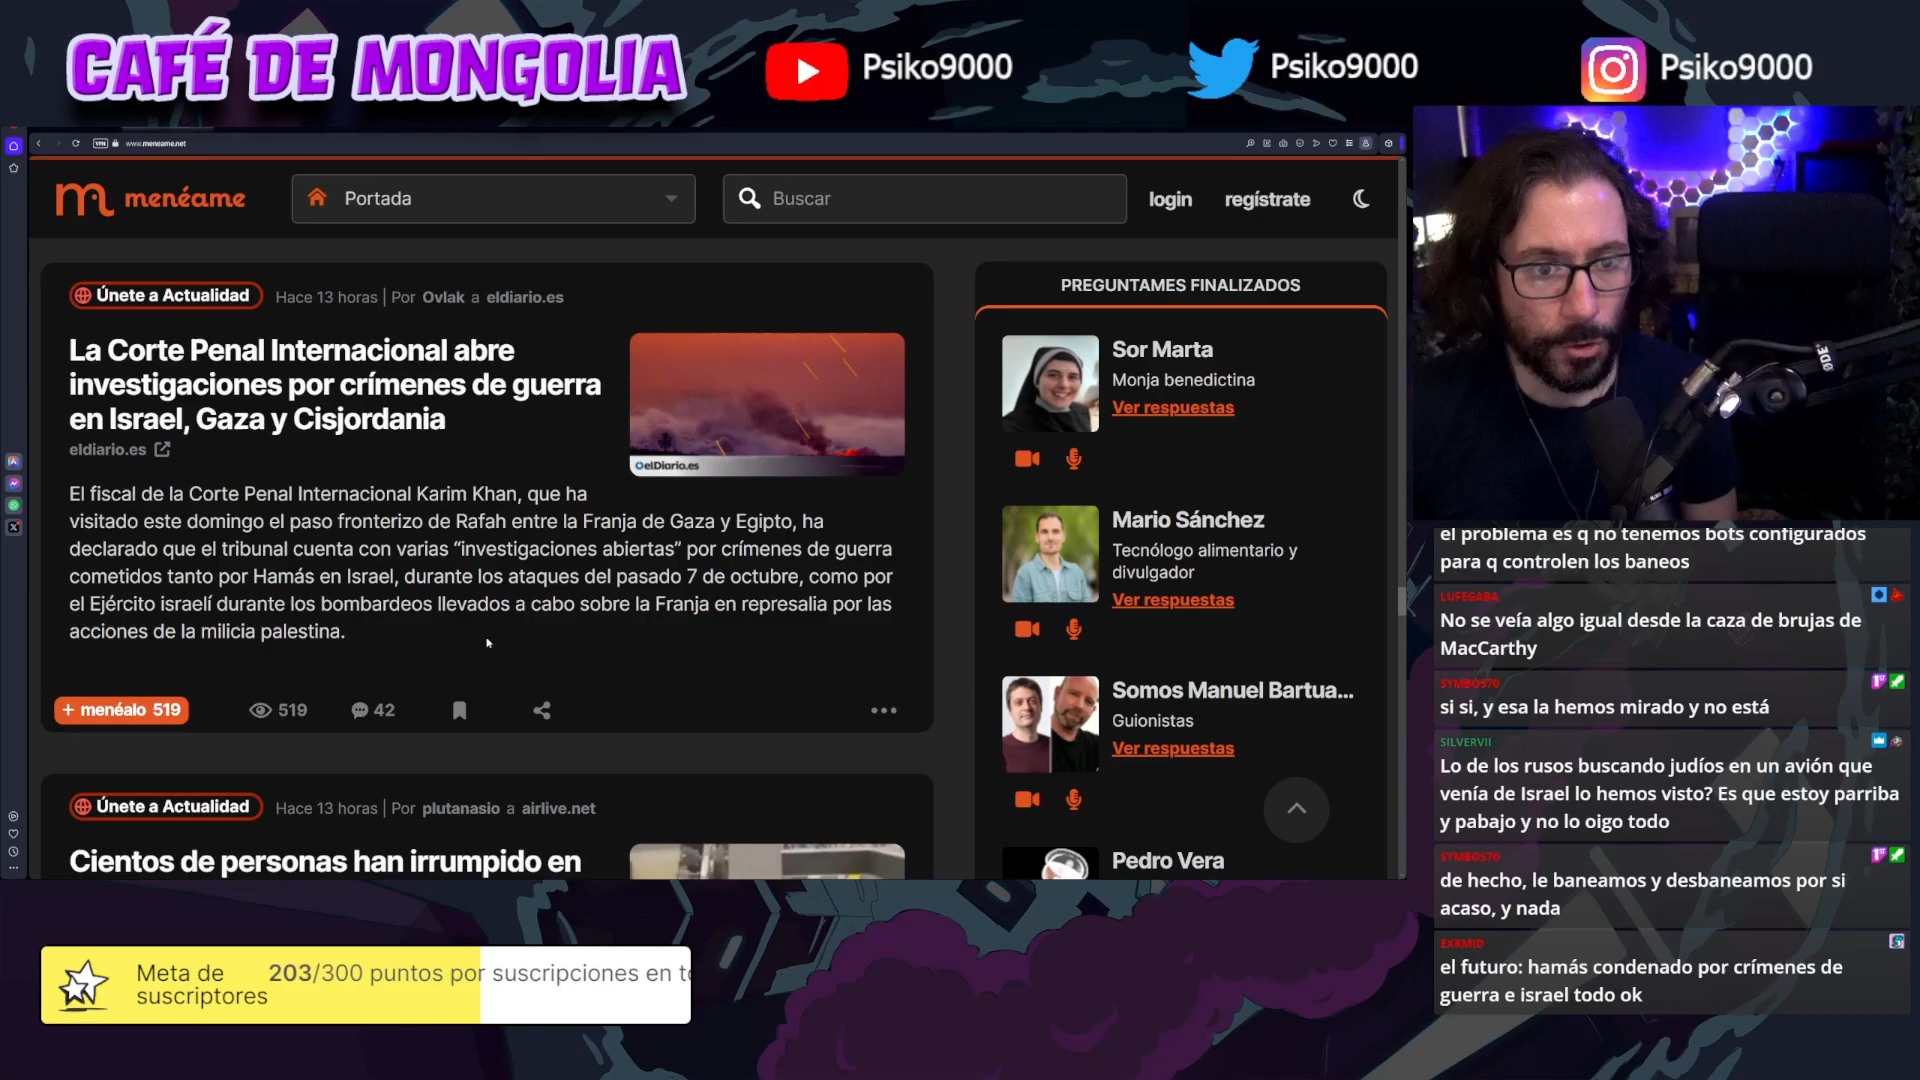 CAFÉ DE MONGOLIA
Psiko9000
Psiko9000
Psiko9000
VPN
www.meneame.net
menéame
Portada
Buscar
login
regístrate
Únete a Actualidad
Hace 13 horas | Por Ovlak a eldiario.es
La Corte Penal Internacional abre
investigaciones por crímenes de guerra
en Israel, Gaza y Cisjordania
eldiario.es
elDiario.es
El fiscal de la Corte Penal Internacional Karim Khan, que ha
visitado este domingo el paso fronterizo de Rafah entre la Franja de Gaza y Egipto, ha
declarado que el tribunal cuenta con varias “investigaciones abiertas” por crímenes de guerra
cometidos tanto por Hamás en Israel, durante los ataques del pasado 7 de octubre, como por
el Ejército israelí durante los bombardeos llevados a cabo sobre la Franja en represalia por las
acciones de la milicia palestina.
+ menéalo 519
519
42
Únete a Actualidad
Hace 13 horas | Por plutanasio a airlive.net
Cientos de personas han irrumpido en
PREGUNTAMES FINALIZADOS
Sor Marta
Monja benedictina
Ver respuestas
Mario Sánchez
Tecnólogo alimentario y
divulgador
Ver respuestas
Somos Manuel Bartua...
Guionistas
Ver respuestas
Pedro Vera
el problema es q no tenemos bots configurados
para q controlen los baneos
LUFEGABA
No se veía algo igual desde la caza de brujas de
MacCarthy
SYMBOS70
si si, y esa la hemos mirado y no está
SILVERVII
Lo de los rusos buscando judíos en un avión que
venía de Israel lo hemos visto? Es que estoy parriba
y pabajo y no lo oigo todo
SYMBOS70
de hecho, le baneamos y desbaneamos por si
acaso, y nada
EXKMID
el futuro: hamás condenado por crímenes de
guerra e israel todo ok
Meta de
suscriptores
203/300 puntos por suscripciones en to